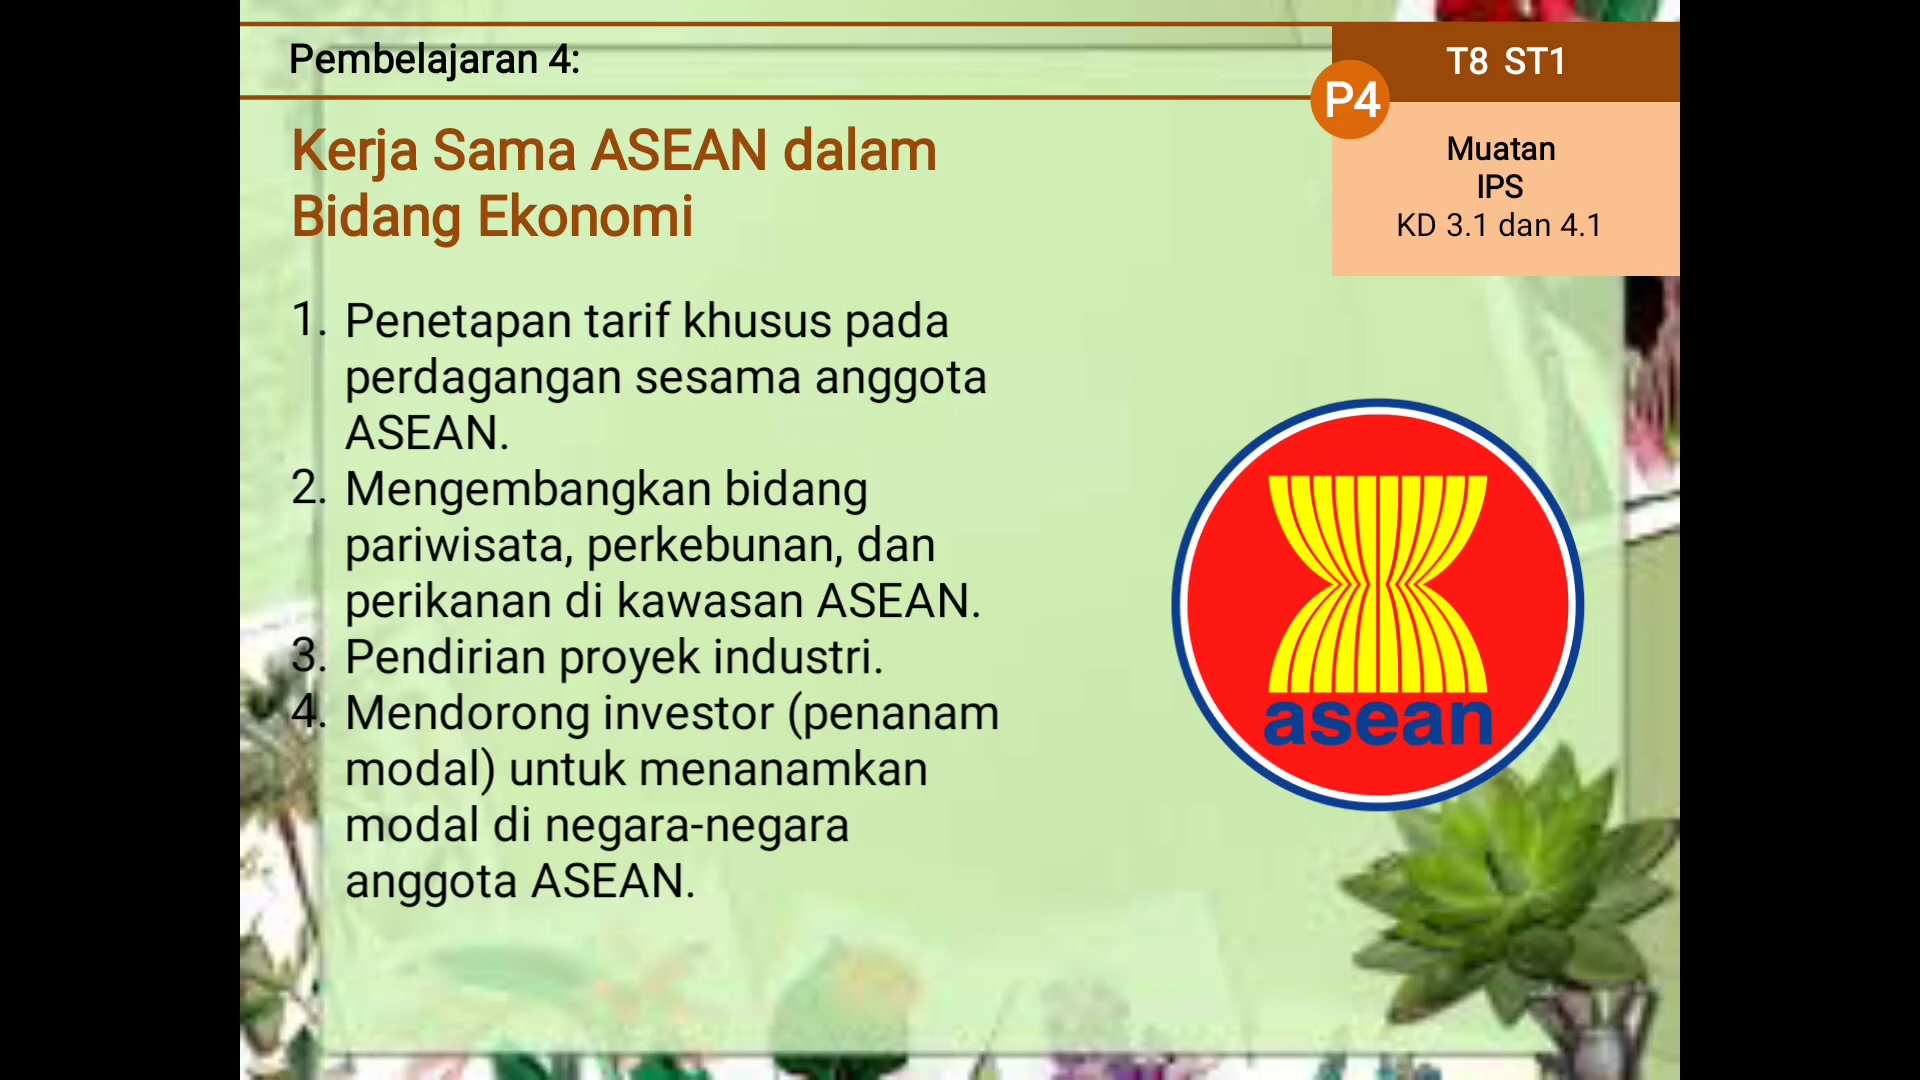 Pembelajaran 4:
T8 ST1
P4
Muatan
IPS
KD 3.1 dan 4.1
Kerja Sama ASEAN dalam
Bidang Ekonomi
1. Penetapan tarif khusus pada
perdagangan sesama anggota
ASEAN.
2. Mengembangkan bidang
pariwisata, perkebunan, dan
perikanan di kawasan ASEAN.
3. Pendirian proyek industri.
4. Mendorong investor (penanam
modal) untuk menanamkan
modal di negara-negara
anggota ASEAN.
asean